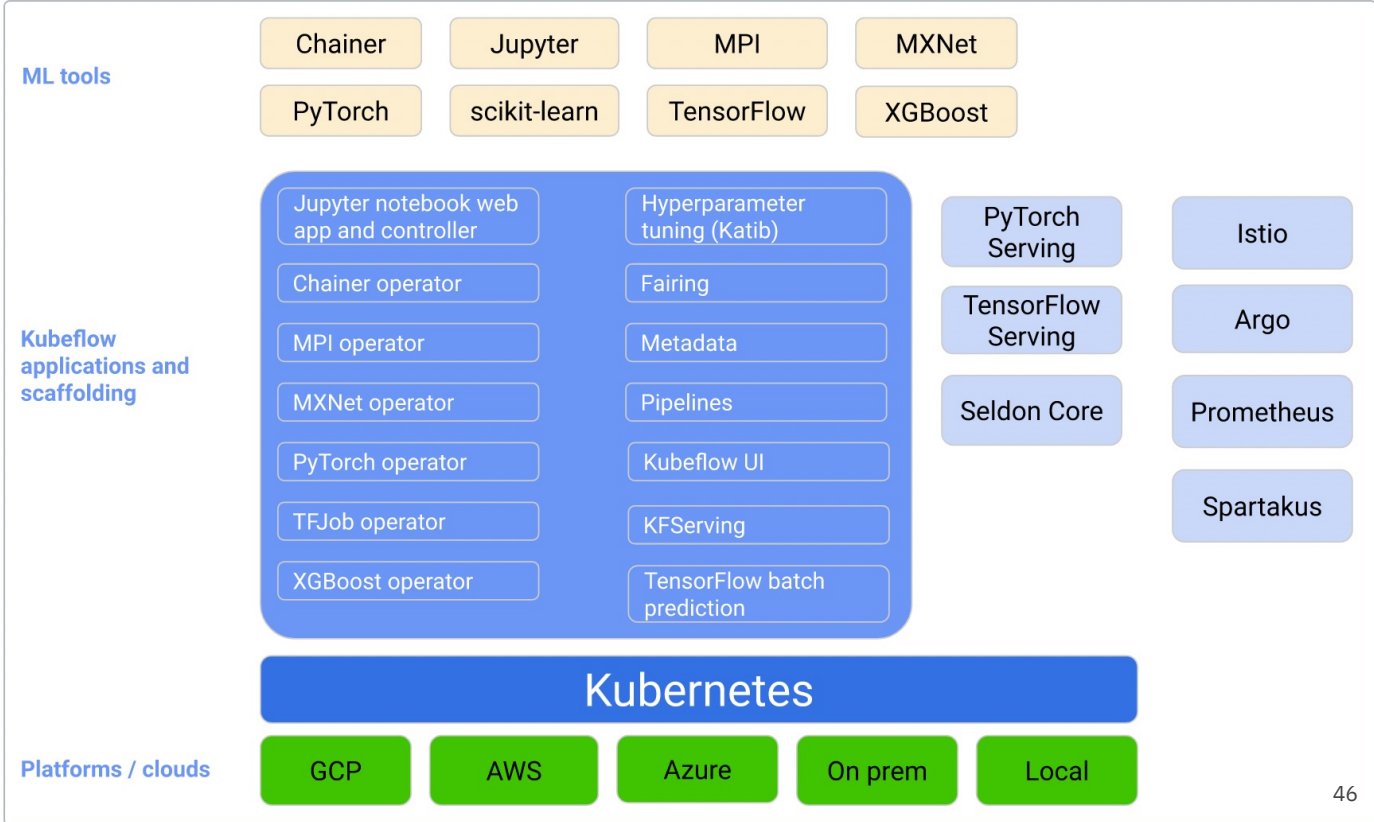 ML tools
Chainer
Jupyter
MPI
MXNet
PyTorch
scikit-learn
TensorFlow
XGBoost
Kubeflow
applications and
scaffolding
Jupyter notebook web
app and controller
Chainer operator
MPI operator
MXNet operator
PyTorch operator
TFJob operator
XGBoost operator
Hyperparameter
tuning (Katib)
Fairing
Metadata
Pipelines
Kubeflow UI
KFServing
TensorFlow batch
prediction
PyTorch
Serving
TensorFlow
Serving
Seldon Core
Istio
Argo
Prometheus
Spartakus
Kubernetes
Platforms / clouds
GCP
AWS
Azure
On prem
Local
46